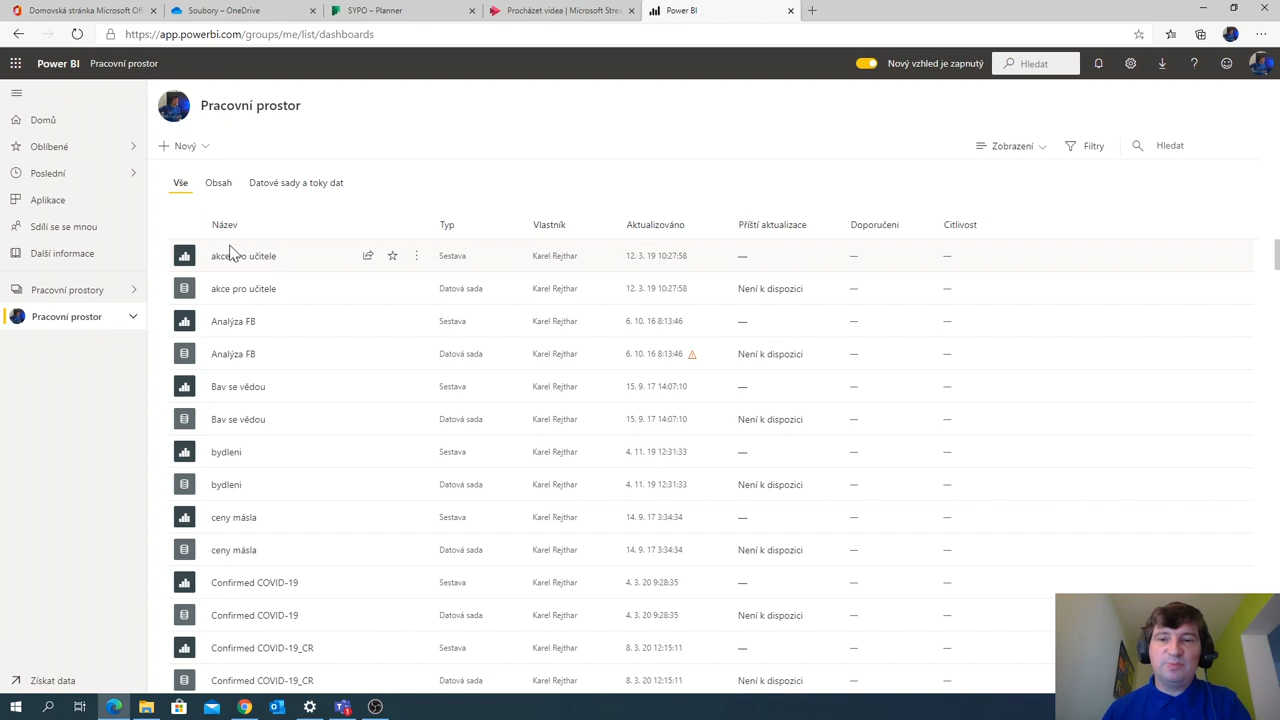 Domovská stránka Microsoft Off
Soubory – OneDrive
SYPO – Planner
Procházet videa | Microsoft Stream
Power BI
https://app.powerbi.com/groups/me/list/dashboards
Power BI Pracovní prostor
Nový vzhled je zapnutý
Hledat
Pracovní prostor
Domů
Oblíbené
Poslední
Aplikace
Sdílí se se mnou
Další informace
Pracovní prostory
Pracovní prostor
Získat data
Nový
Zobrazení
Filtry
Hledat
Vše Obsah Datové sady a toky dat
Název Typ Vlastník Aktualizováno Příští aktualizace Doporučeni Citlivost
akce pro učitele Sestava Karel Rejthar 12. 3. 19 10:27:58 — — —
akce pro učitele Datová sada Karel Rejthar 12. 3. 19 10:27:58 Není k dispozici — —
Analýza FB Sestava Karel Rejthar 6. 10. 16 8:13:46 — — —
Analýza FB Datová sada Karel Rejthar 6. 10. 16 8:13:46 Není k dispozici — —
Bav se vědou Sestava Karel Rejthar 15. 9. 17 14:07:10 — — —
Bav se vědou Datová sada Karel Rejthar 15. 9. 17 14:07:10 Není k dispozici — —
bydleni Sestava Karel Rejthar 4. 11. 19 12:31:33 — — —
bydleni Datová sada Karel Rejthar 4. 11. 19 12:31:33 Není k dispozici — —
ceny másla Sestava Karel Rejthar 14. 9. 17 3:34:34 — — —
ceny másla Datová sada Karel Rejthar 14. 9. 17 3:34:34 Není k dispozici — —
Confirmed COVID-19 Sestava Karel Rejthar 4. 3. 20 9:28:35 — — —
Confirmed COVID-19 Datová sada Karel Rejthar 4. 3. 20 9:28:35 Není k dispozici — —
Confirmed COVID-19_CR Sestava Karel Rejthar 8. 3. 20 12:15:11 — — —
Confirmed COVID-19_CR Datová sada Karel Rejthar 8. 3. 20 12:15:11 Není k dispozici — —